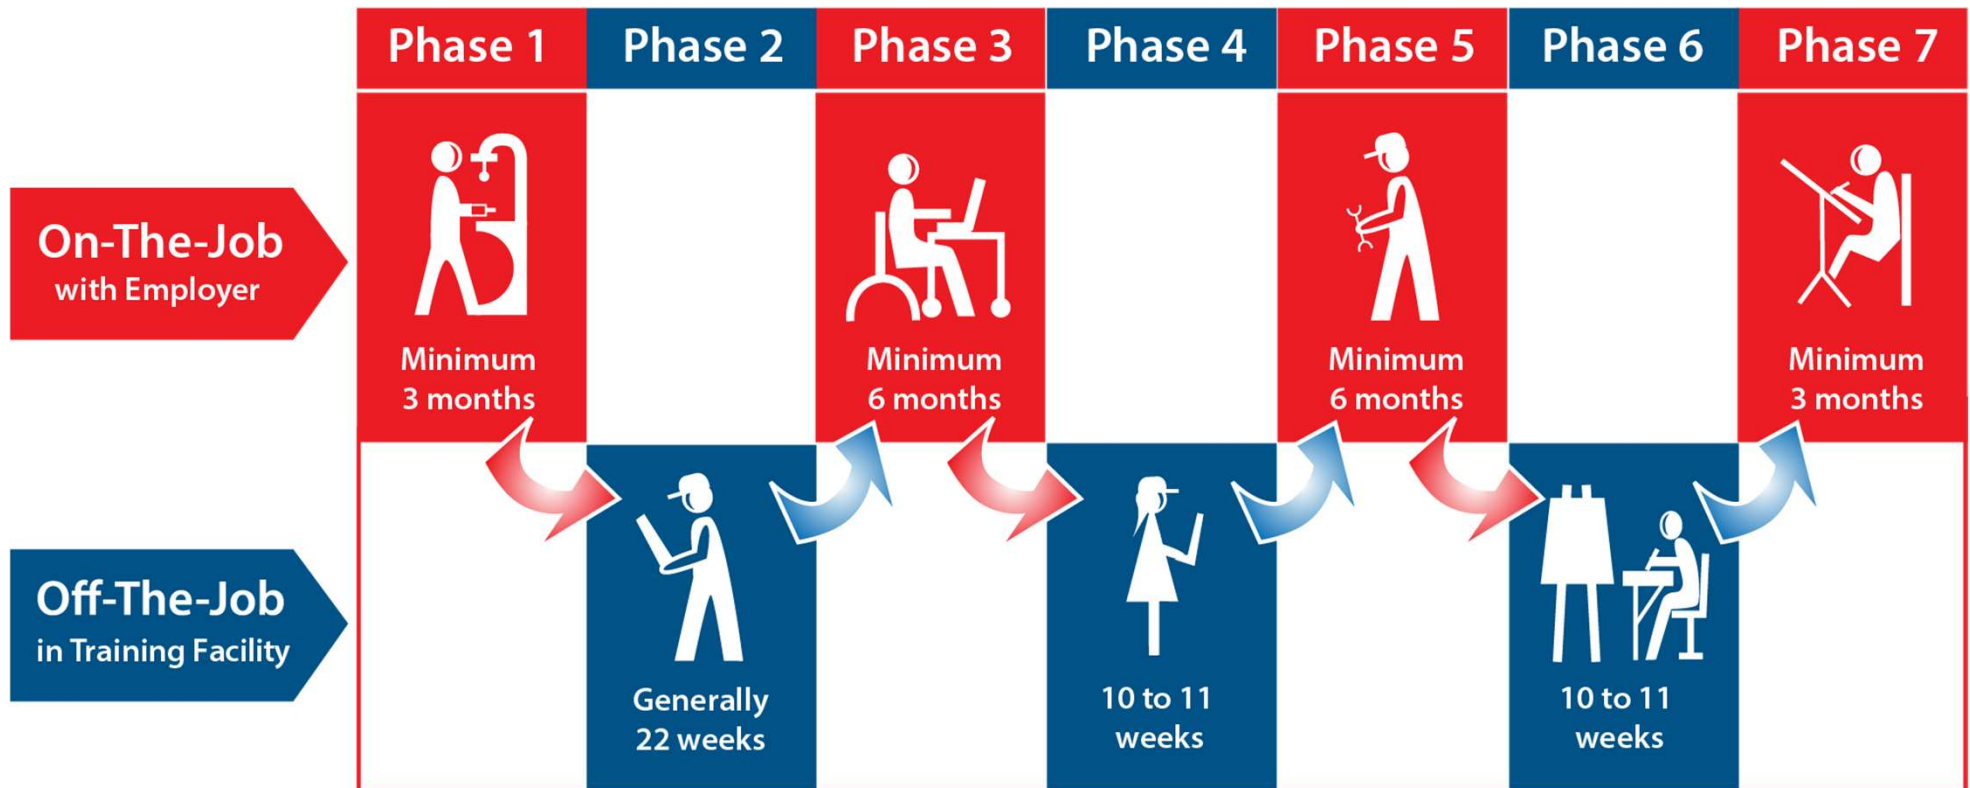 Phase 1
Phase 2
Phase 3
Phase 4
Phase 5
Phase 6
Phase 7
On-The-Job
with Employer
Minimum
3 months
Minimum
6 months
Minimum
6 months
Minimum
3 months
Off-The-Job
in Training Facility
Generally
22 weeks
10 to 11
weeks
10 to 11
weeks